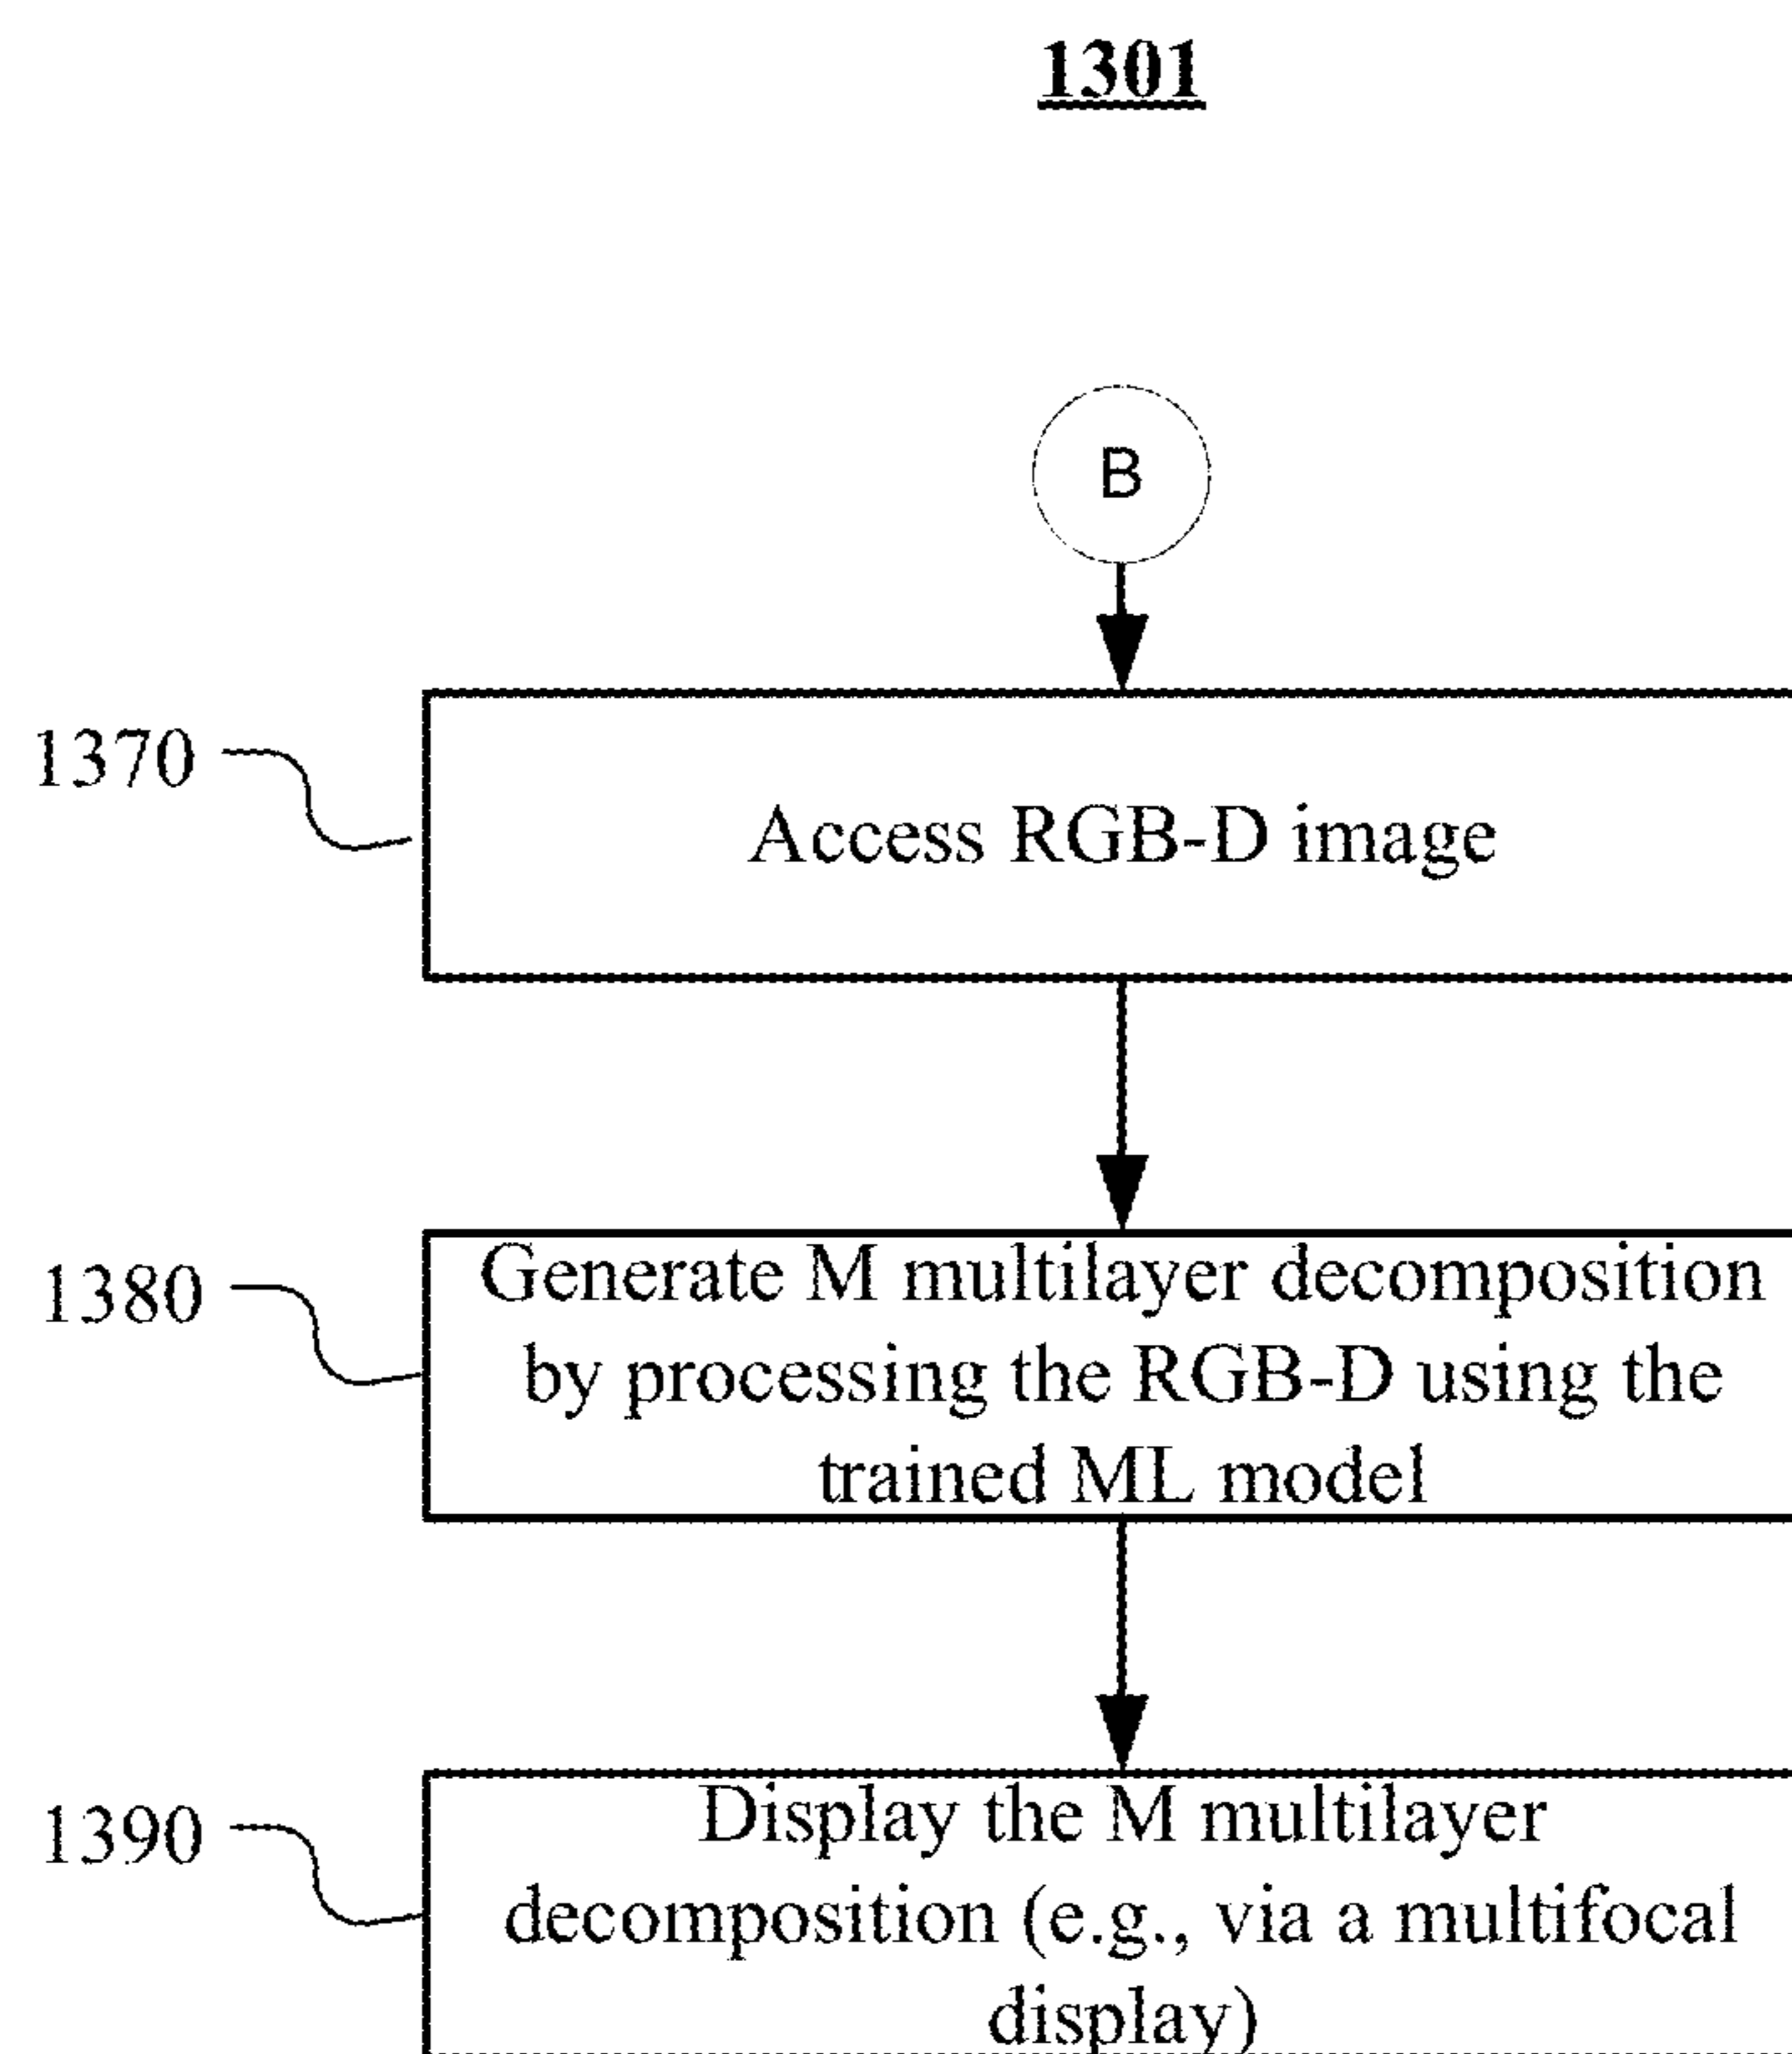 1301
B
1370
Access RGB-D image
1380
Generate M multilayer decomposition
by processing the RGB-D using the
trained ML model
1390
Display the M multilayer
decomposition (e.g., via a multifocal
display)